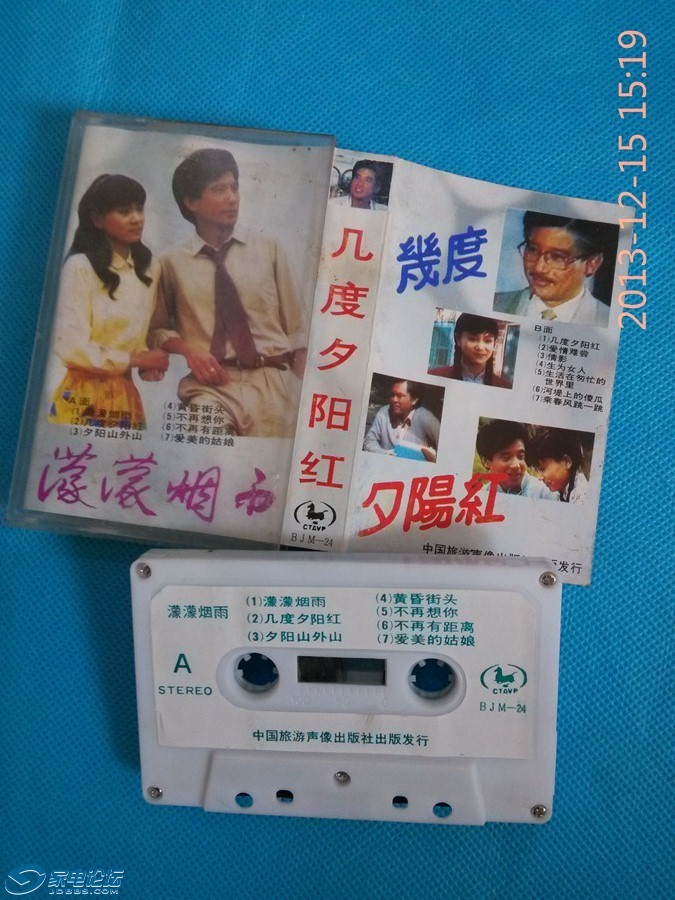 2013-12-15 15:19
A面
(1)濛濛烟雨
(2)几度夕阳红
(3)夕阳山外山
(4)黄昏街头
(5)不再想你
(6)不再有距离
(7)爱美的姑娘
濛濛烟雨
几度夕阳红
CTAVP
BJM—24
幾度
B面
(1)几度夕阳红
(2)爱情难尝
(3)倩影
(4)生为女人
(5)生活在匆忙的
世界里
(6)河堤上的傻瓜
(7)乘春风跳一跳
夕陽紅
中国旅游声像出版
发行
濛濛烟雨
(1)濛濛烟雨
(2)几度夕阳红
(3)夕阳山外山
(4)黄昏街头
(5)不再想你
(6)不再有距离
(7)爱美的姑娘
A
STEREO
CTAVP
BJM—24
中国旅游声像出版社出版发行
家电论坛
JDBBS.COM